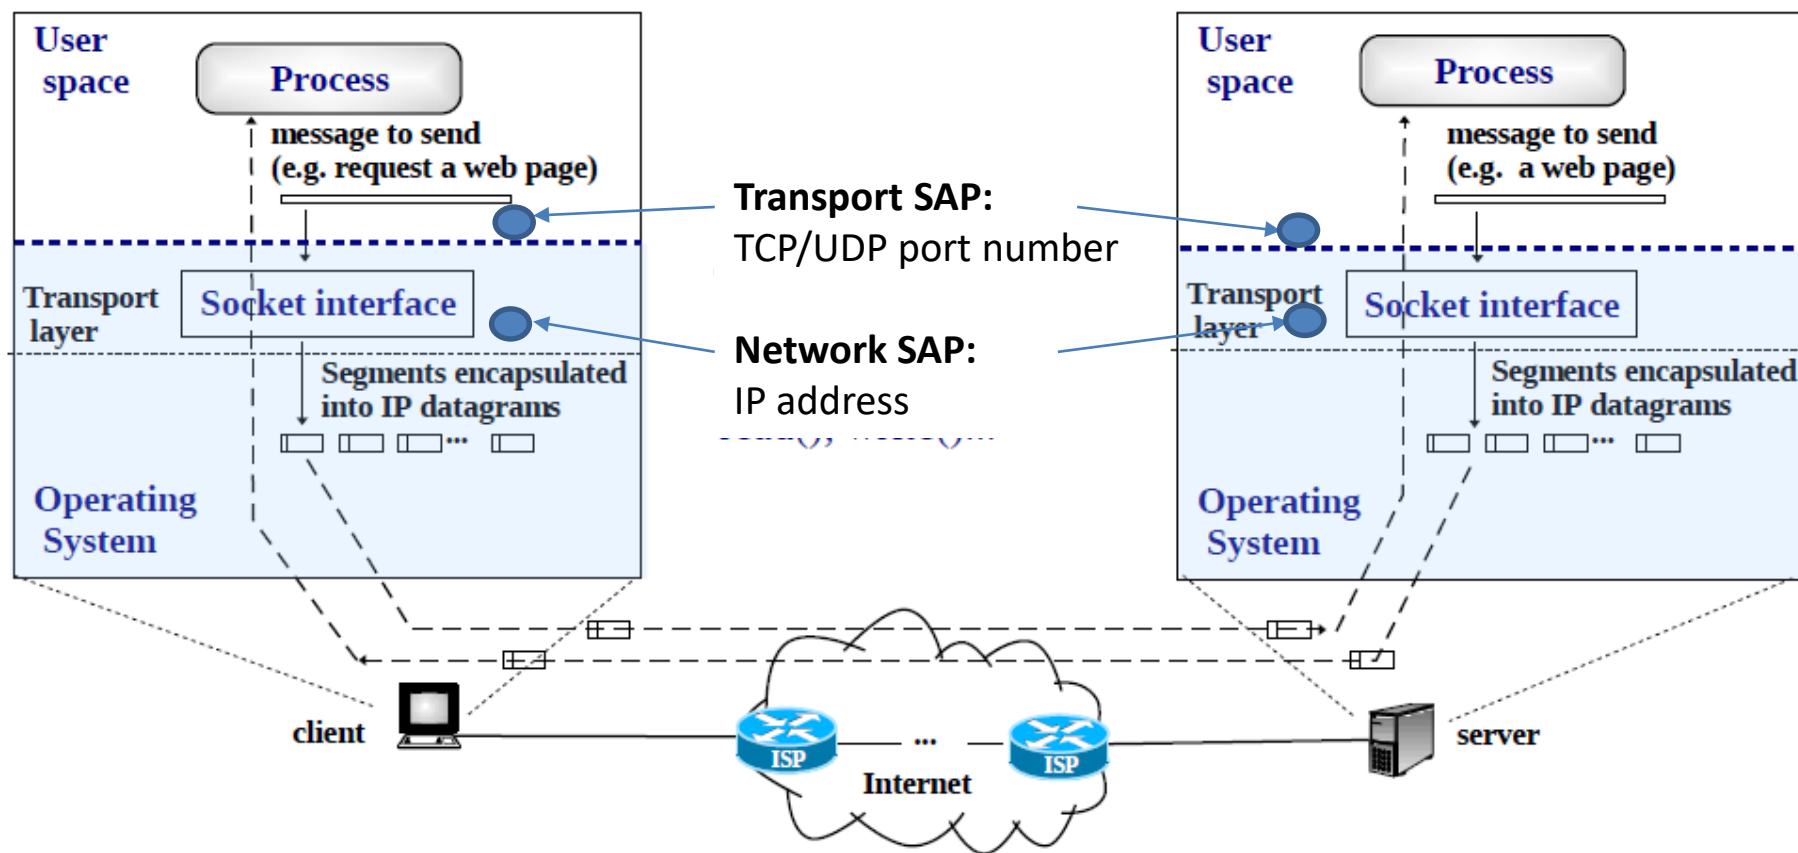 User
space
Process
message to send
(e.g. request a web page)
Transport
layer
Socket interface
Segments encapsulated
into IP datagrams
...
Operating
System
Transport SAP:
TCP/UDP port number
Network SAP:
IP address
User
space
Process
message to send
(e.g. a web page)
Transport
layer
Socket interface
Segments encapsulated
into IP datagrams
...
Operating
System
client
ISP
...
ISP
Internet
server